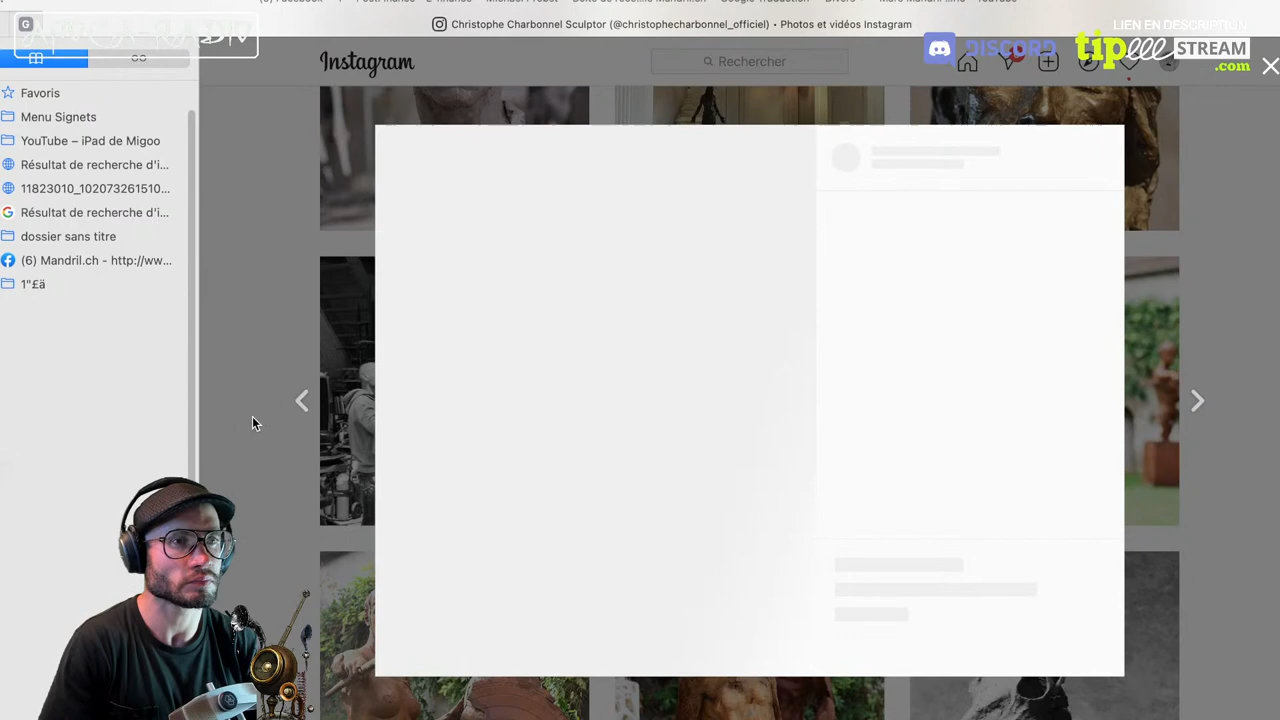 Christophe Charbonnel Sculptor (@christophecharbonnel_officiel) • Photos et vidéos Instagram
LIEN EN DESCRIPTION
DISCORD
tipeee STREAM
.com
Instagram
Rechercher
Favoris
Menu Signets
YouTube – iPad de Migoo
Résultat de recherche d'i...
11823010_102073261510...
Résultat de recherche d'i...
dossier sans titre
(6) Mandril.ch - http://ww...
1"£ä